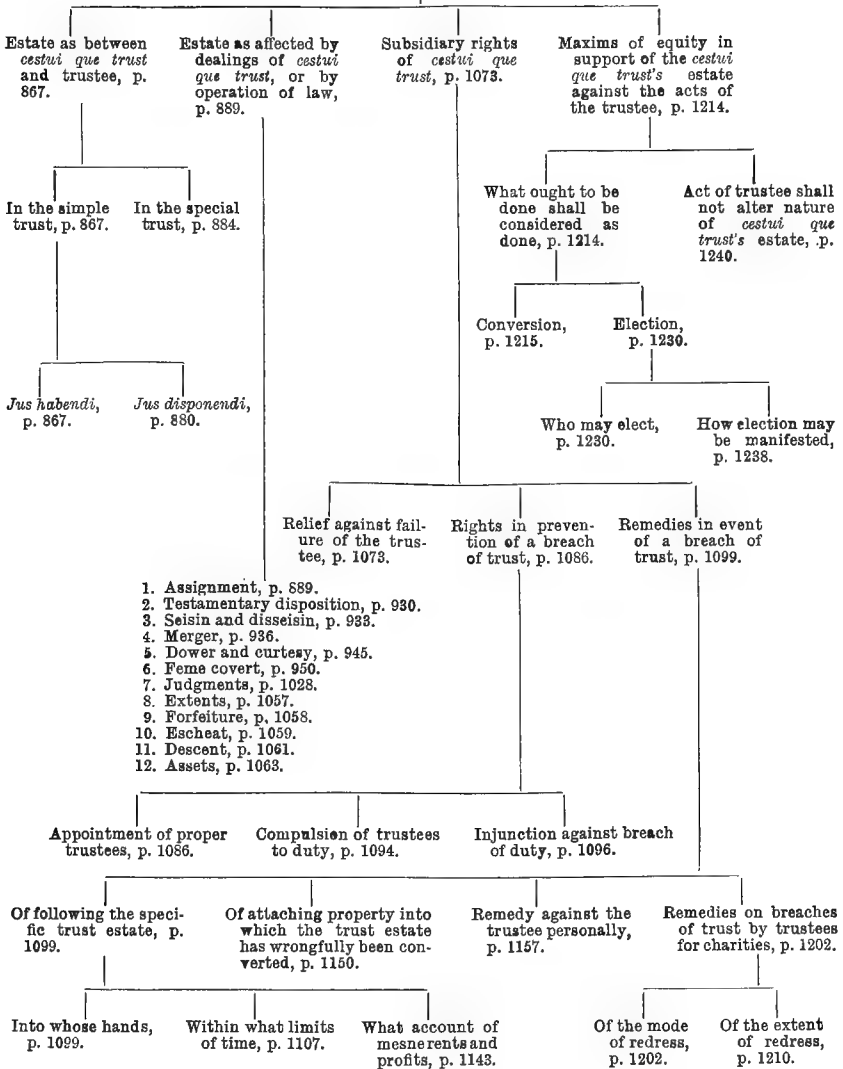 Estate as between
cestui que trust
and trustee, p.
867.
Estate as affected by
dealings of cestui
que trust, or by
operation of law,
p. 889.
Subsidiary rights
of cestui que
trust, p. 1073.
Maxims of equity in
support of the cestui
que trust's estate
against the acts of
the trustee, p. 1214.
In the simple
trust, p. 867.
In the special
trust, p. 884.
What ought to be
done shall be
considered as
done, p. 1214.
Act of trustee shall
not alter nature
of cestui que
trust's estate, .p.
1240.
Conversion,
p. 1215.
Election,
p. 1230.
Jus habendi,
p. 867.
Jus disponendi,
p. 880.
Who may elect,
p. 1230.
How election may
be manifested,
p. 1238.
Relief against fail-
ure of the trus-
tee, p. 1073.
Rights in preven-
tion of a breach
of trust, p. 1086.
Remedies in event
of a breach of
trust, p. 1099.
1. Assignment, p. 889.
2. Testamentary disposition, p. 930.
3. Seisin and disseisin, p. 933.
4. Merger, p. 936.
5. Dower and curtesy, p. 945.
6. Feme covert, p. 950.
7. Judgments, p. 1028.
8. Extents, p. 1057.
9. Forfeiture, p. 1058.
10. Escheat, p. 1059.
11. Descent, p. 1061.
12. Assets, p. 1063.
Appointment of proper
trustees, p. 1086.
Compulsion of trustees
to duty, p. 1094.
Injunction against breach
of duty, p. 1096.
Of following the speci-
fic trust estate, p.
1099.
Of attaching property into
which the trust estate
has wrongfully been con-
verted, p. 1150.
Remedy against the
trustee personally,
p. 1157.
Remedies on breaches
of trust by trustees
for charities, p. 1202.
Into whose hands,
p. 1099.
Within what limits
of time, p. 1107.
What account of
mesne rents and
profits, p. 1143.
Of the mode
of redress,
p. 1202.
Of the extent
of redress,
p. 1210.